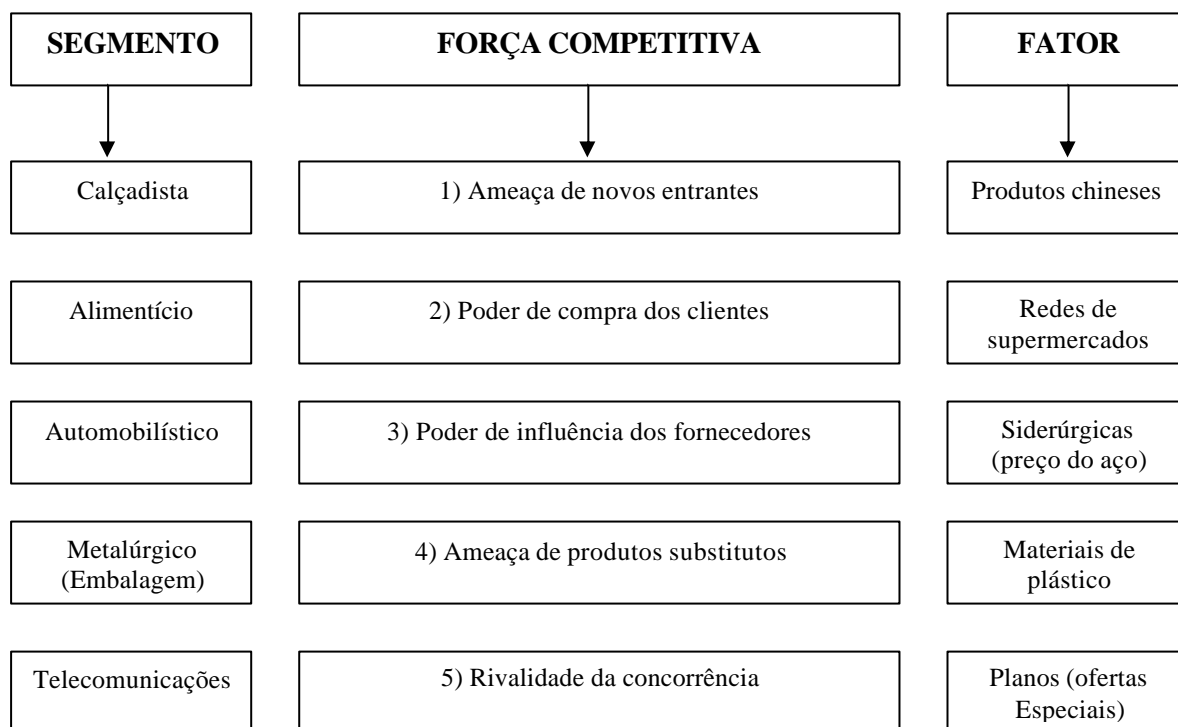 SEGMENTO
FORÇA COMPETITIVA
FATOR
Calçadista
1) Ameaça de novos entrantes
Produtos chineses
Alimentício
2) Poder de compra dos clientes
Redes de
supermercados
Automobilístico
3) Poder de influência dos fornecedores
Siderúrgicas
(preço do aço)
Metalúrgico
(Embalagem)
4) Ameaça de produtos substitutos
Materiais de
plástico
Telecomunicações
5) Rivalidade da concorrência
Planos (ofertas
Especiais)